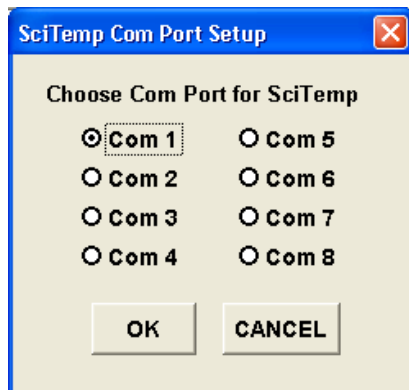 SciTemp Com Port Setup
Choose Com Port for SciTemp
Com 1 Com 5
Com 2 Com 6
Com 3 Com 7
Com 4 Com 8
OK CANCEL